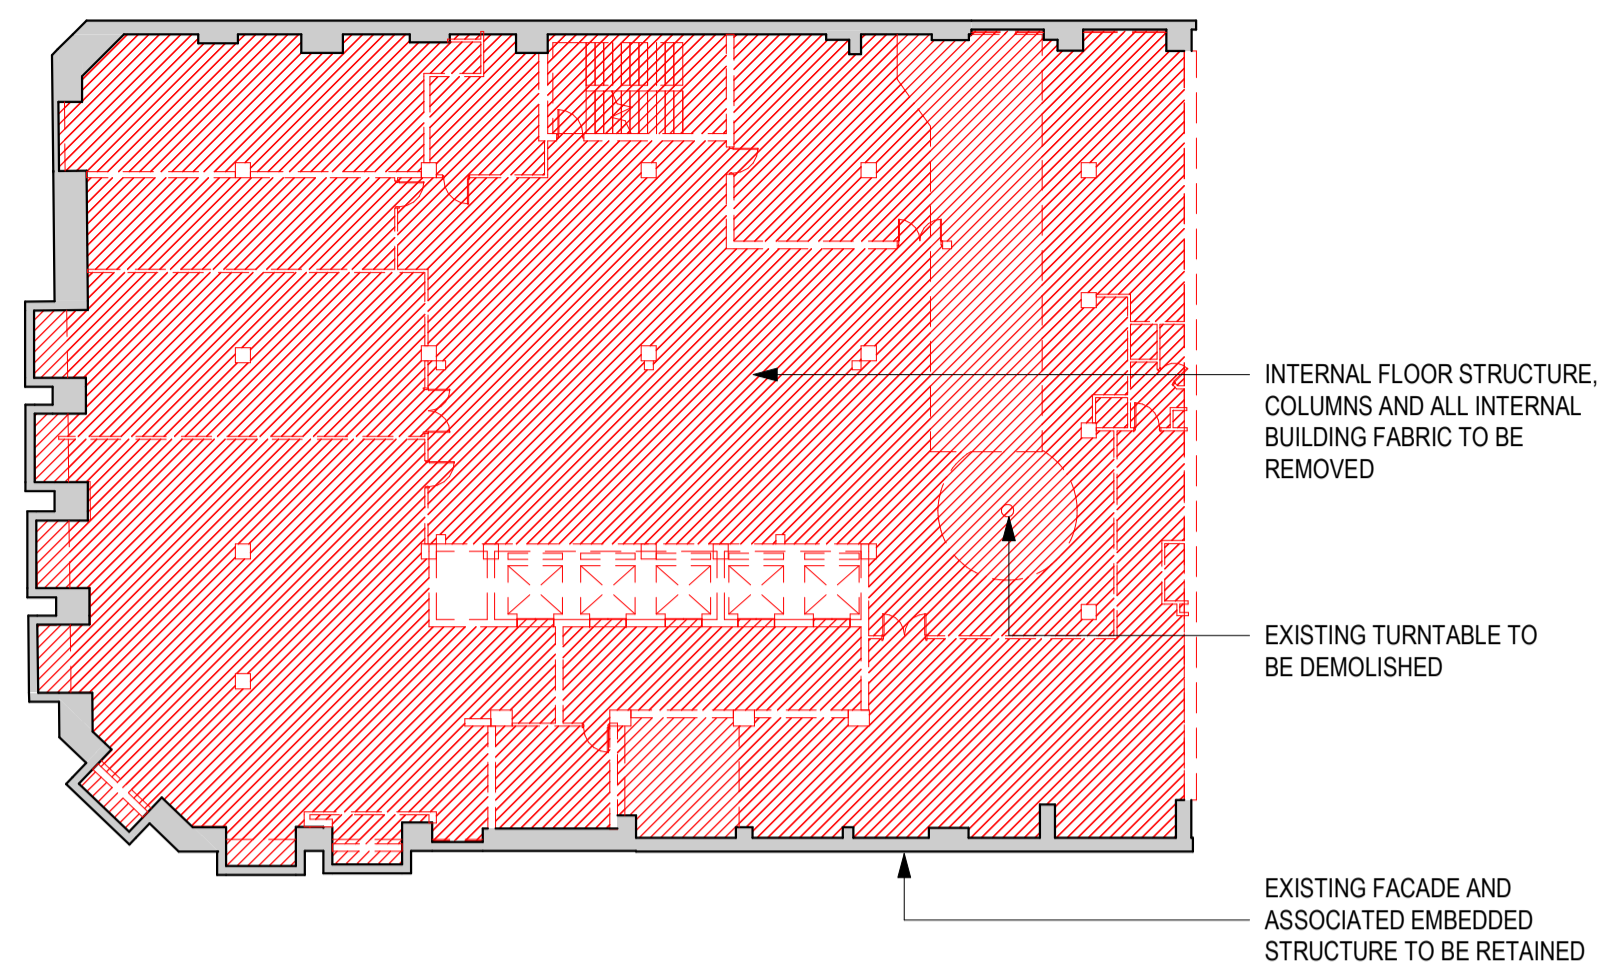 INTERNAL FLOOR STRUCTURE,
COLUMNS AND ALL INTERNAL
BUILDING FABRIC TO BE
REMOVED
EXISTING TURNTABLE TO
BE DEMOLISHED
EXISTING FACADE AND
ASSOCIATED EMBEDDED
STRUCTURE TO BE RETAINED